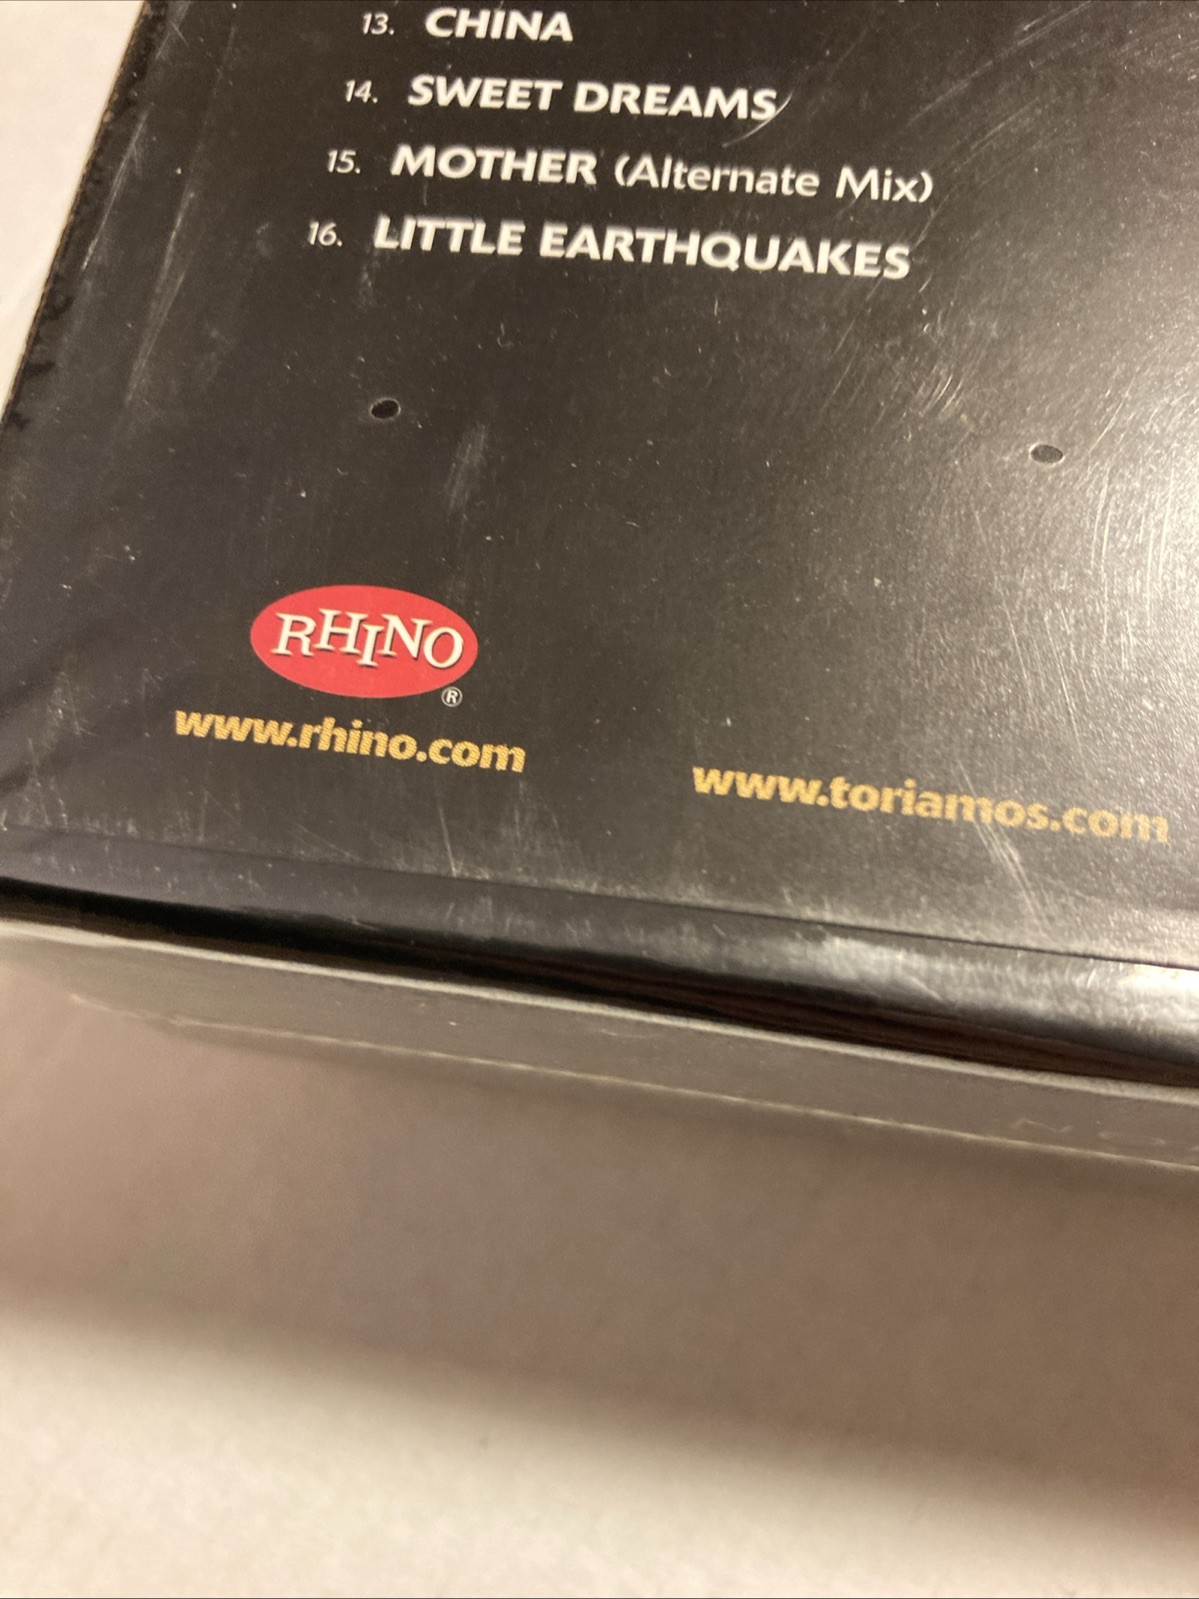 13. CHINA
14. SWEET DREAMS
15. MOTHER (Alternate Mix)
16. LITTLE EARTHQUAKES
RHINO
®
www.rhino.com
www.toriamos.com